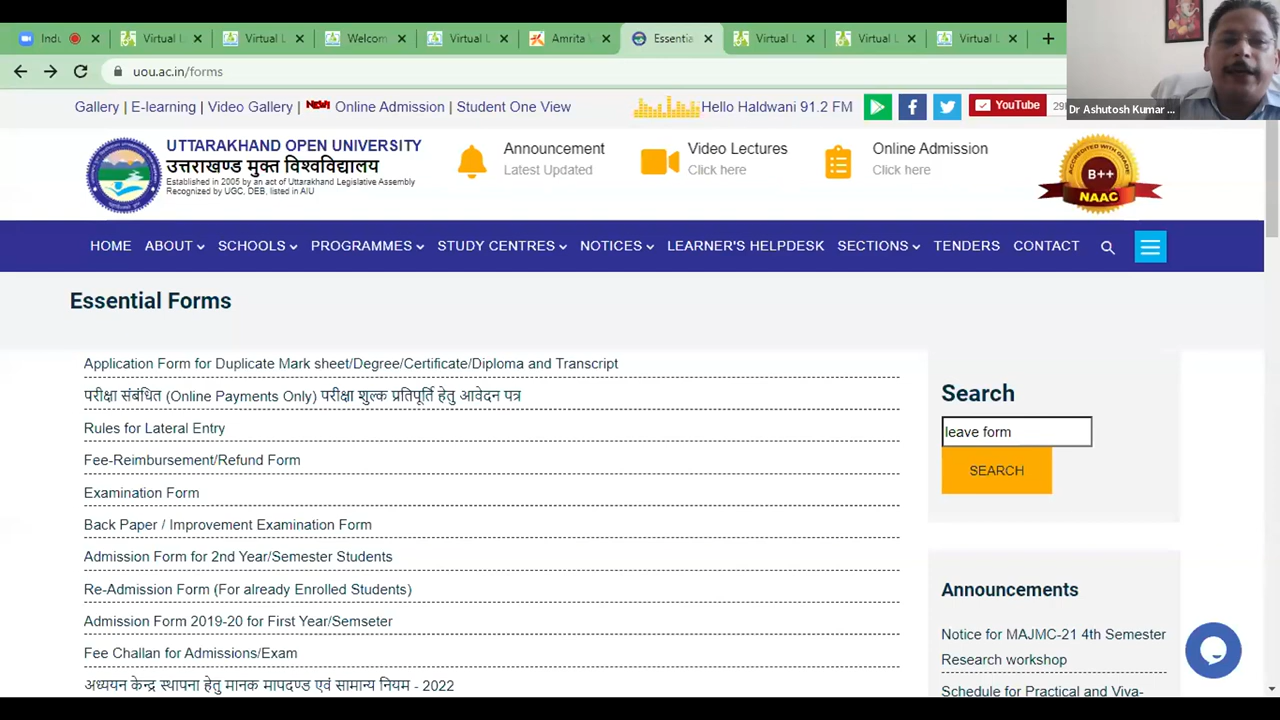 Indu
Virtual L
Virtual L
Welcom
Virtual L
Amrita V
Essentia
Virtual L
Virtual L
Virtual L
uou.ac.in/forms
Dr Ashutosh Kumar ...
Gallery | E-learning | Video Gallery | NEW! Online Admission | Student One View
Hello Haldwani 91.2 FM
YouTube
UTTARAKHAND OPEN UNIVERSITY
उत्तराखण्ड मुक्त विश्वविद्यालय
Established in 2005 by an act of Uttarakhand Legislative Assembly
Recognized by UGC, DEB, listed in AIU
Announcement
Latest Updated
Video Lectures
Click here
Online Admission
Click here
ACCREDITED WITH GRADE
B++
NAAC
HOME ABOUT SCHOOLS PROGRAMMES STUDY CENTRES NOTICES LEARNER'S HELPDESK SECTIONS TENDERS CONTACT
Essential Forms
Application Form for Duplicate Mark sheet/Degree/Certificate/Diploma and Transcript
परीक्षा संबंधित (Online Payments Only) परीक्षा शुल्क प्रतिपूर्ति हेतु आवेदन पत्र
Rules for Lateral Entry
Fee-Reimbursement/Refund Form
Examination Form
Back Paper / Improvement Examination Form
Admission Form for 2nd Year/Semester Students
Re-Admission Form (For already Enrolled Students)
Admission Form 2019-20 for First Year/Semseter
Fee Challan for Admissions/Exam
अध्ययन केन्द्र स्थापना हेतु मानक मापदण्ड एवं सामान्य नियम - 2022
Search
leave form
SEARCH
Announcements
Notice for MAJMC-21 4th Semester
Research workshop
Schedule for Practical and Viva-